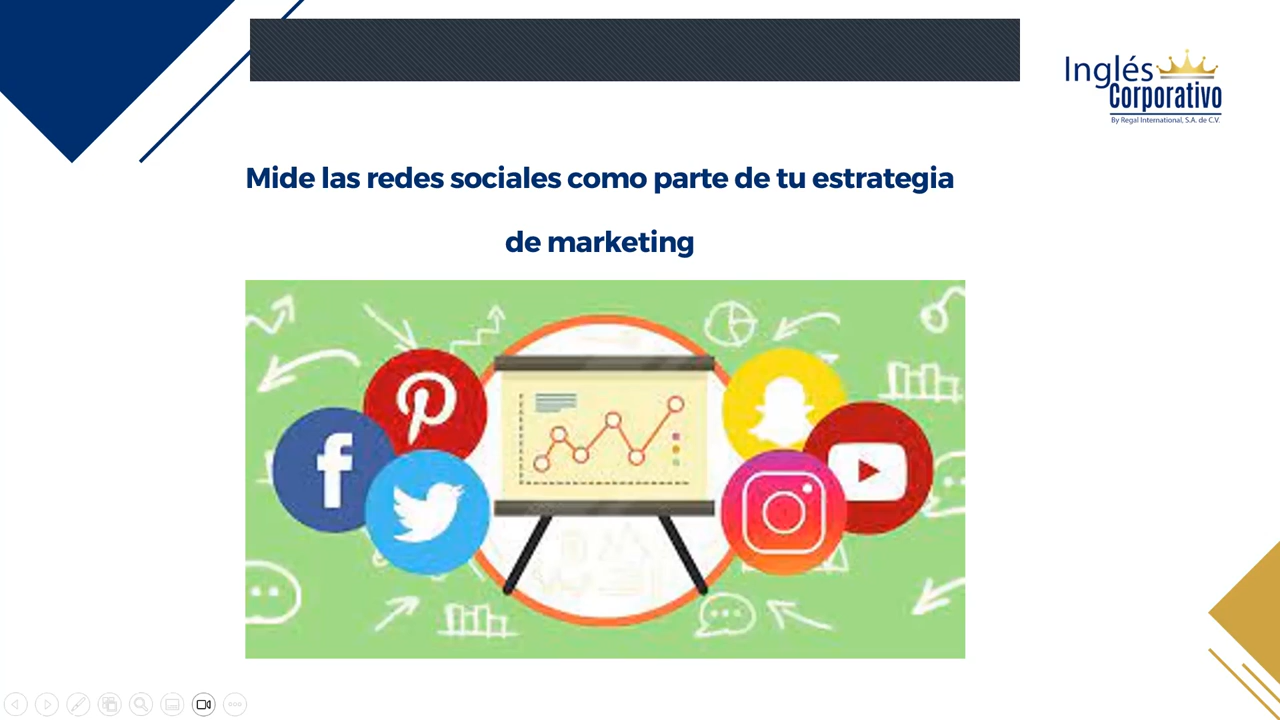 Inglés
Corporativo
By Regal International, S.A. de C.V.
Mide las redes sociales como parte de tu estrategia
de marketing